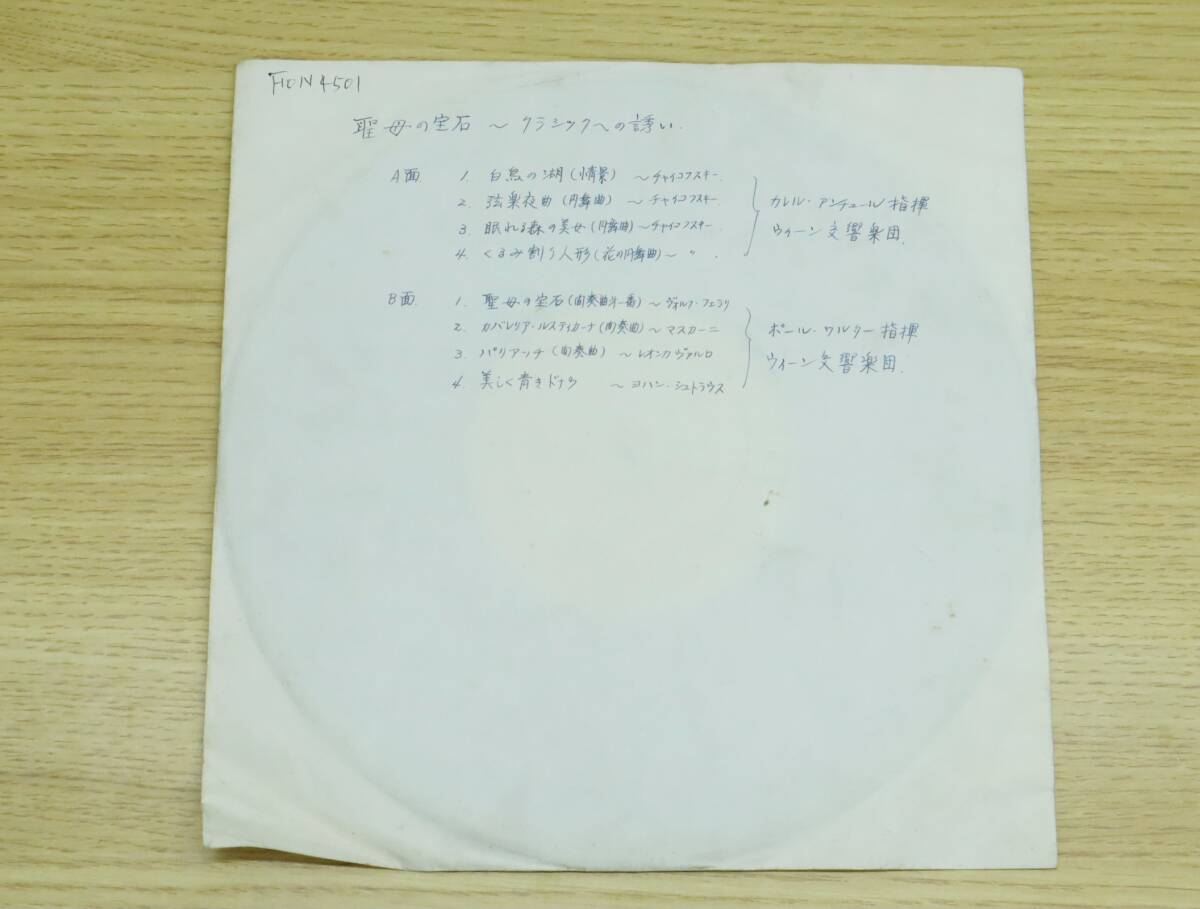 F10N4501
聖母の宝石 ～ クラシックへの誘い.
A面. 1. 白鳥の湖(情景) ～チャイコフスキー.
2. 弦楽夜曲(円舞曲) ～チャイコフスキー.
3. 眠れる森の美女(円舞曲)～チャイコフスキー
4. くるみ割り人形(花の円舞曲)～ 〃 .
カレル・アンチェール指揮
ウィーン交響楽団.
B面. 1. 聖母の宝石(间奏曲第一番)～ヴォルフ・フェラリ
2. カバレリア・ルスティカーナ(间奏曲)～マスカーニ
3. パリアッチ(间奏曲) ～レオンカヴァルロ
4. 美しく青きドナウ ～ヨハン・シュトラウス
ポール・ワルター指揮
ウィーン交響楽団.